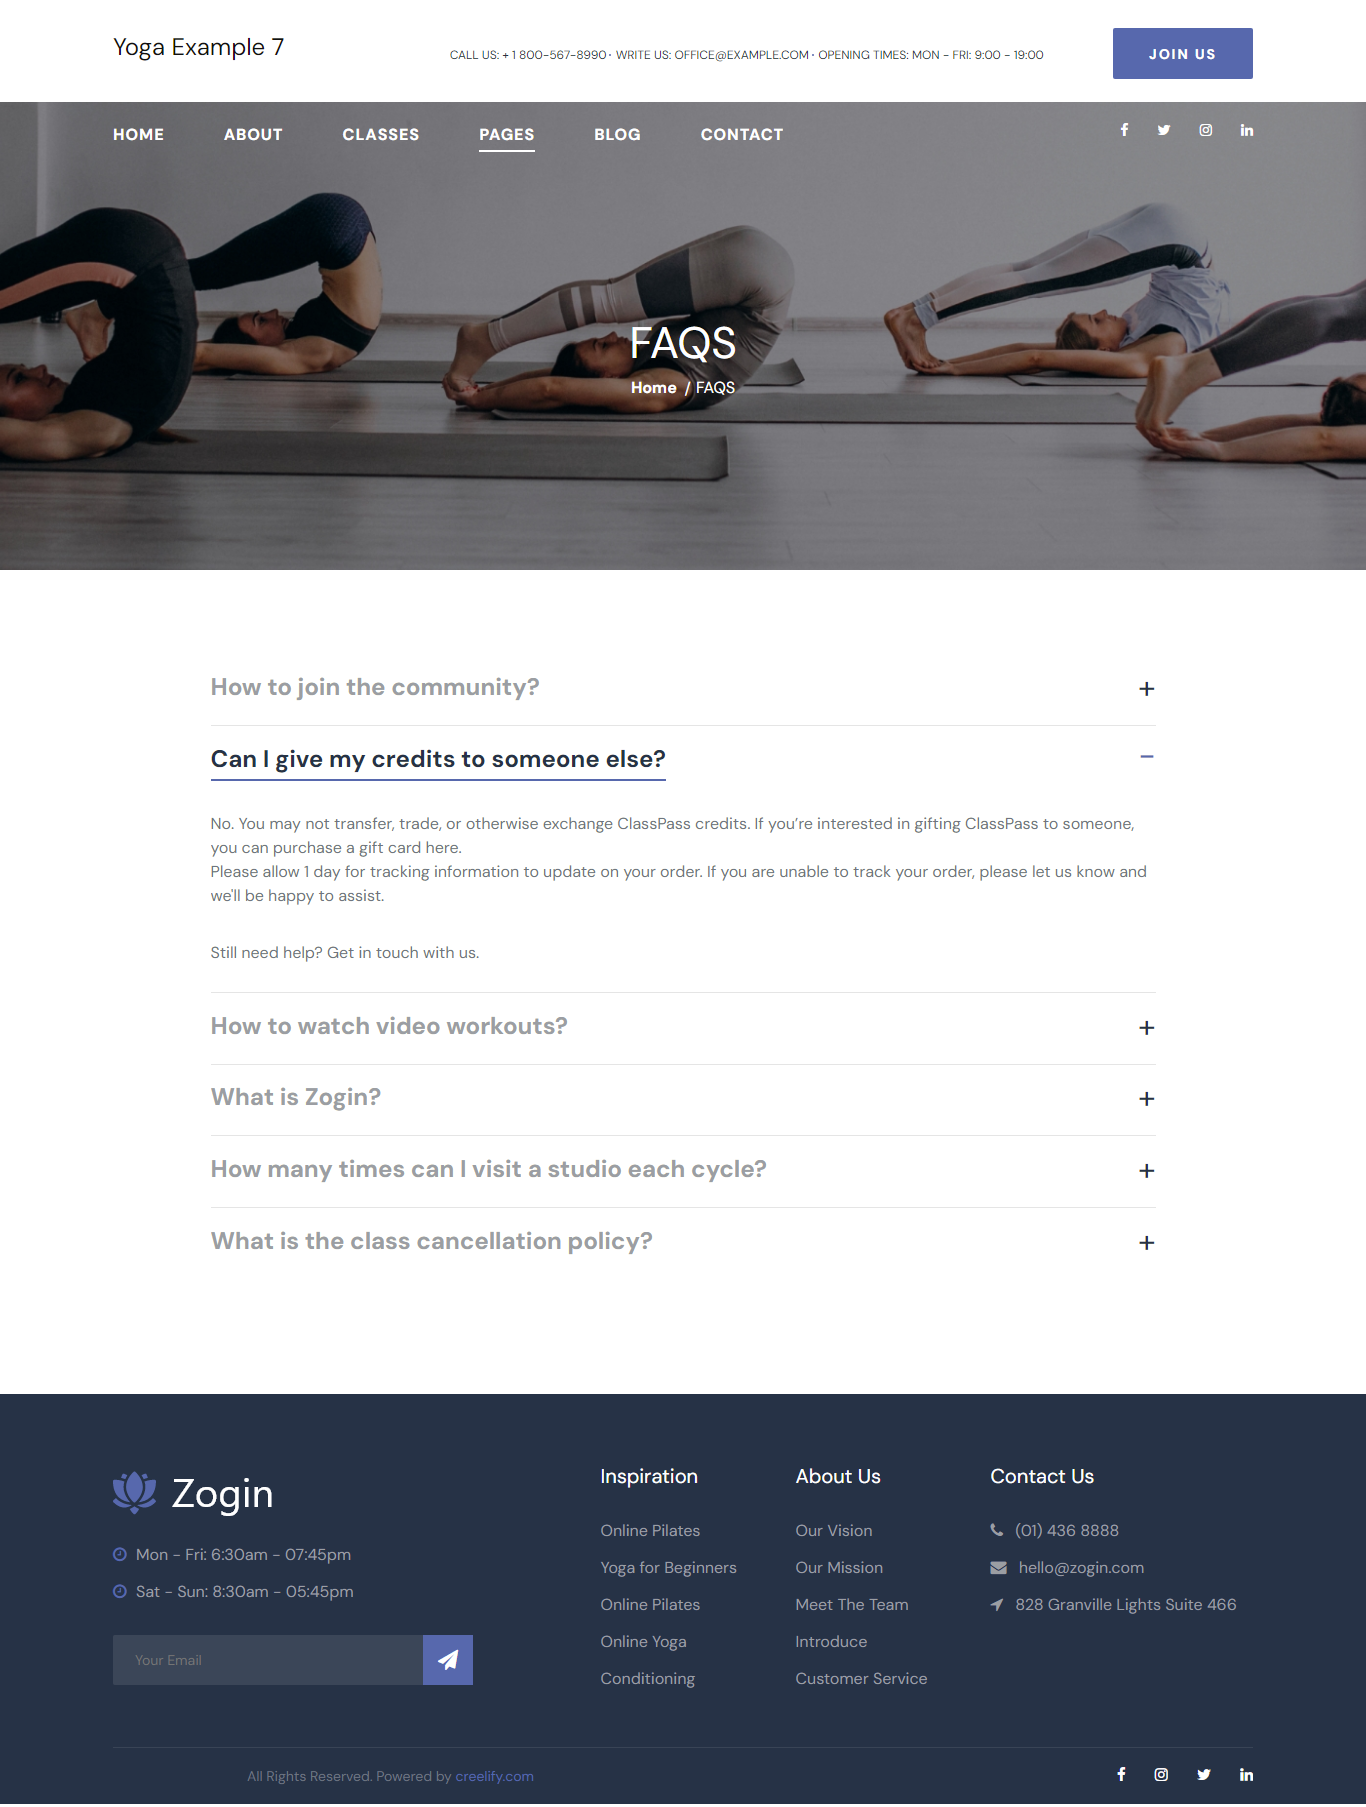 Yoga Example 7
CALL US: + 1 800-567-8990 · WRITE US: OFFICE@EXAMPLE.COM · OPENING TIMES: MON - FRI: 9:00 - 19:00
JOIN US
HOME ABOUT CLASSES PAGES BLOG CONTACT
FAQS
Home / FAQS
How to join the community?
Can I give my credits to someone else?
No. You may not transfer, trade, or otherwise exchange ClassPass credits. If you’re interested in gifting ClassPass to someone,
you can purchase a gift card here.
Please allow 1 day for tracking information to update on your order. If you are unable to track your order, please let us know and
we'll be happy to assist.
Still need help? Get in touch with us.
How to watch video workouts?
What is Zogin?
How many times can I visit a studio each cycle?
What is the class cancellation policy?
Zogin
Mon - Fri: 6:30am - 07:45pm
Sat - Sun: 8:30am - 05:45pm
Your Email
Inspiration
Online Pilates
Yoga for Beginners
Online Pilates
Online Yoga
Conditioning
About Us
Our Vision
Our Mission
Meet The Team
Introduce
Customer Service
Contact Us
(01) 436 8888
hello@zogin.com
828 Granville Lights Suite 466
All Rights Reserved. Powered by creelify.com